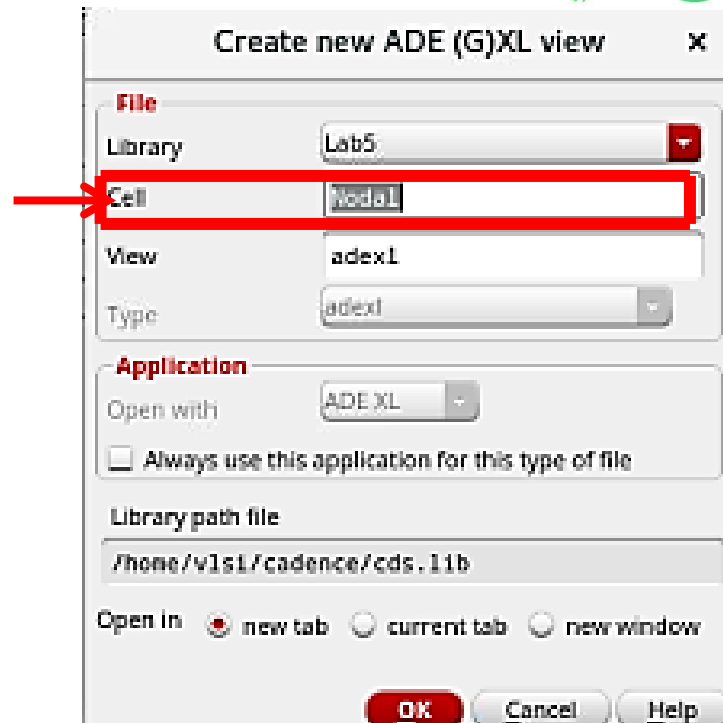 Create new ADE (G)XL view
File
Library Lab5
Cell Nodal
View adexl
Type adexl
Application
Open with ADE XL
Always use this application for this type of file
Library path file
/home/vlsi/cadence/cds.lib
Open in new tab current tab new window
OK Cancel Help